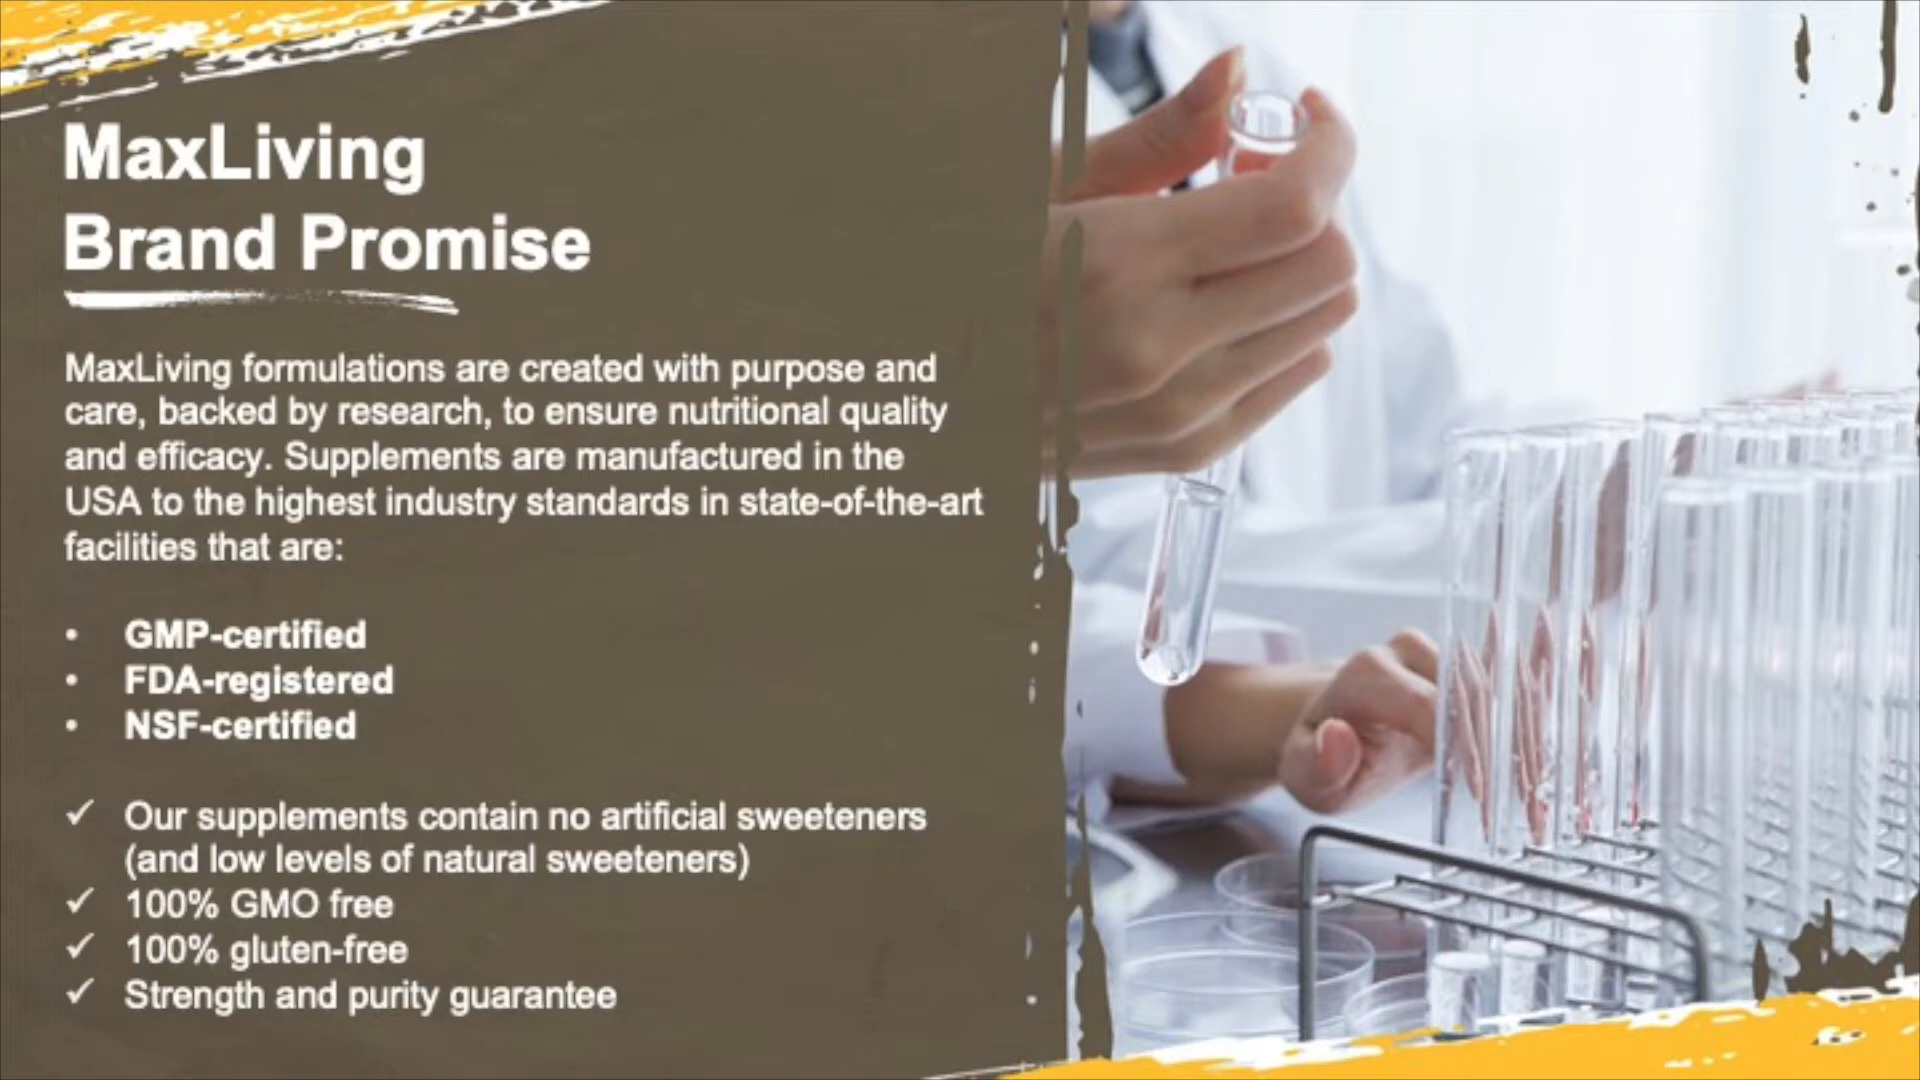 MaxLiving
Brand Promise
MaxLiving formulations are created with purpose and
care, backed by research, to ensure nutritional quality
and efficacy. Supplements are manufactured in the
USA to the highest industry standards in state-of-the-art
facilities that are:
• GMP-certified
• FDA-registered
• NSF-certified
✓ Our supplements contain no artificial sweeteners
(and low levels of natural sweeteners)
✓ 100% GMO free
✓ 100% gluten-free
✓ Strength and purity guarantee